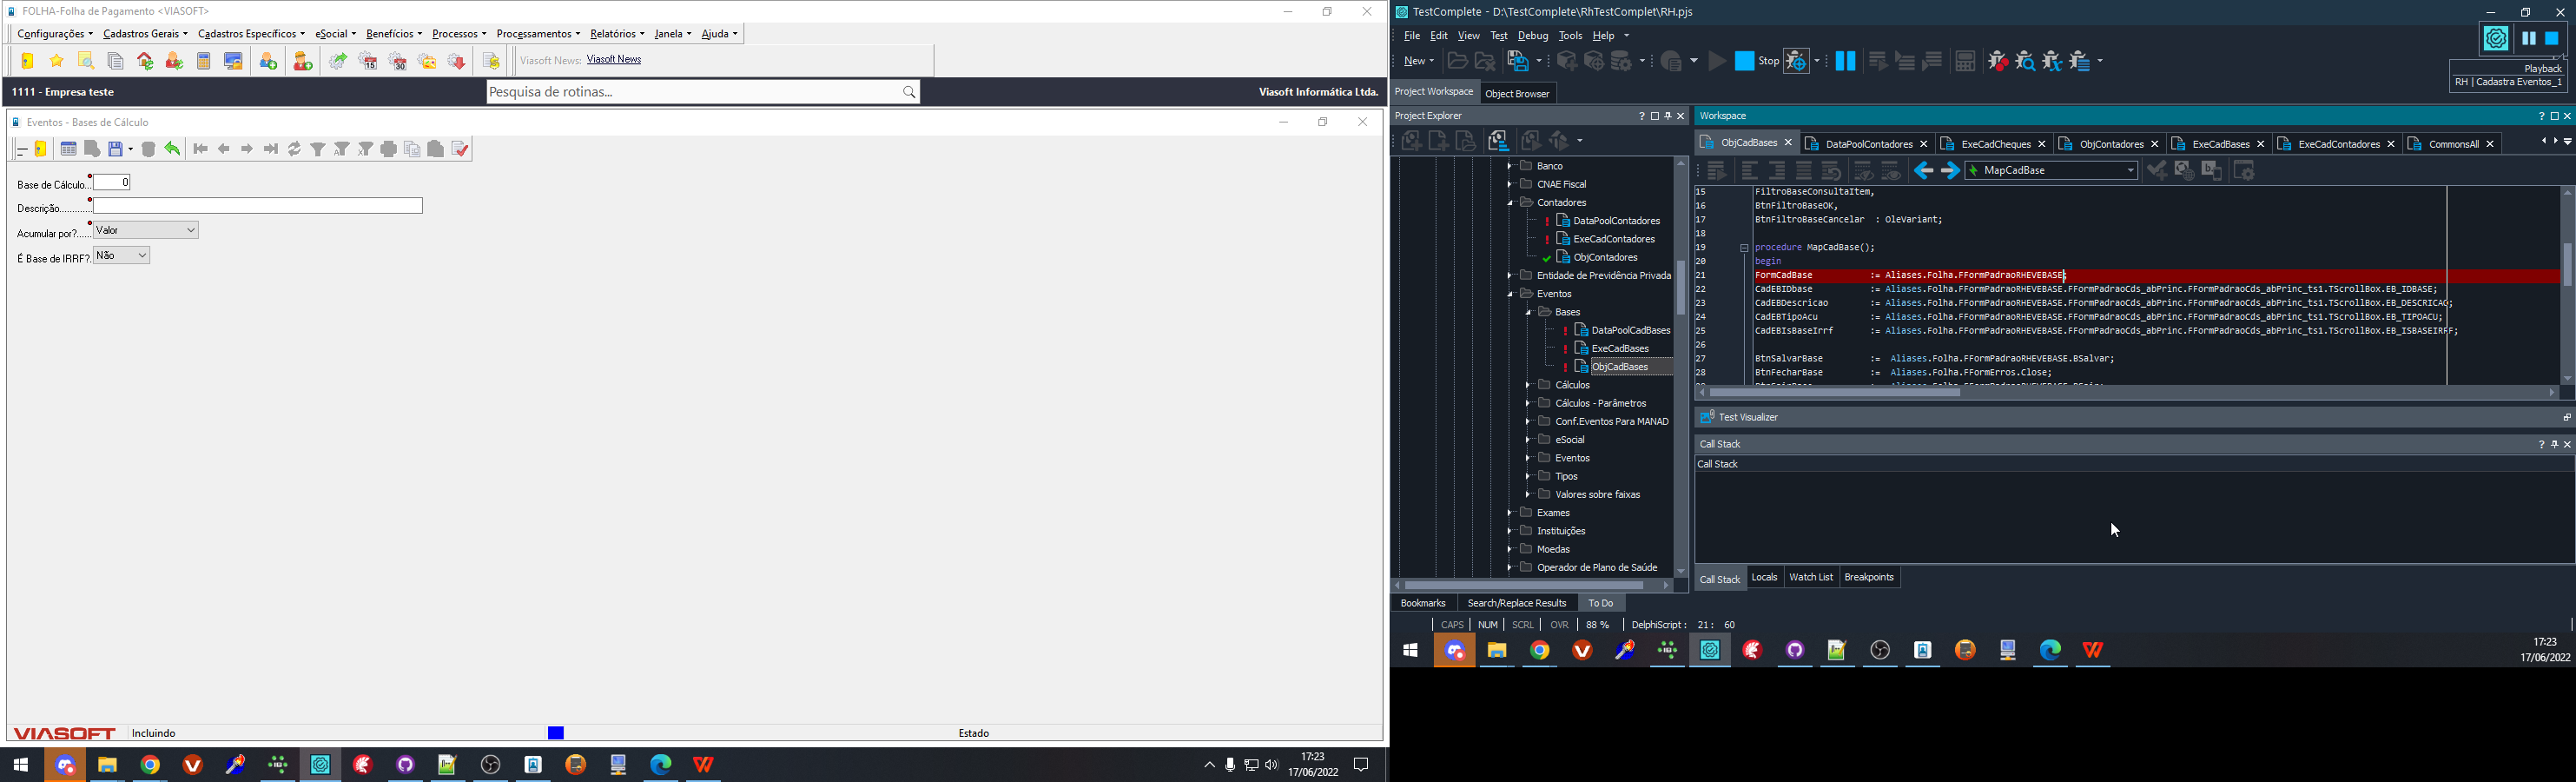 FOLHA-Folha de Pagamento <VIASOFT>
Configurações Cadastros Gerais Cadastros Específicos eSocial Benefícios Processos Processamentos Relatórios Janela Ajuda
Viasoft News: Viasoft News
1111 - Empresa teste
Pesquisa de rotinas...
Viasoft Informática Ltda.
Eventos - Bases de Cálculo
Base de Cálculo... 0
Descrição.............
Acumular por?..... Valor
É Base de IRRF?. Não
VIASOFT
Incluindo
Estado
17:23
17/06/2022
TestComplete - D:\TestComplete\RhTestComplet\RH.pjs
File Edit View Test Debug Tools Help
New
Stop
Playback
RH | Cadastra Eventos_1
Project Workspace
Object Browser
Project Explorer
Banco
CNAE Fiscal
Contadores
DataPoolContadores
ExeCadContadores
ObjContadores
Entidade de Previdência Privada
Eventos
Bases
DataPoolCadBases
ExeCadBases
ObjCadBases
Cálculos
Cálculos - Parâmetros
Conf.Eventos Para MANAD
eSocial
Eventos
Tipos
Valores sobre faixas
Exames
Instituições
Moedas
Operador de Plano de Saúde
Workspace
ObjCadBases DataPoolContadores ExeCadCheques ObjContadores ExeCadBases ExeCadContadores CommonsAll
MapCadBase
15 FiltroBaseConsultaItem,
16 BtnFiltroBaseOK,
17 BtnFiltroBaseCancelar : OleVariant;
18
19 procedure MapCadBase();
20 begin
21 FormCadBase := Aliases.Folha.FFormPadraoRHEVEBASE;
22 CadEBIDbase := Aliases.Folha.FFormPadraoRHEVEBASE.FFormPadraoCds_abPrinc.FFormPadraoCds_abPrinc_ts1.TScrollBox.EB_IDBASE;
23 CadEBDescricao := Aliases.Folha.FFormPadraoRHEVEBASE.FFormPadraoCds_abPrinc.FFormPadraoCds_abPrinc_ts1.TScrollBox.EB_DESCRICAO;
24 CadEBTipoAcu := Aliases.Folha.FFormPadraoRHEVEBASE.FFormPadraoCds_abPrinc.FFormPadraoCds_abPrinc_ts1.TScrollBox.EB_TIPOACU;
25 CadEBIsBaseIrrf := Aliases.Folha.FFormPadraoRHEVEBASE.FFormPadraoCds_abPrinc.FFormPadraoCds_abPrinc_ts1.TScrollBox.EB_ISBASEIRRF;
26
27 BtnSalvarBase := Aliases.Folha.FFormPadraoRHEVEBASE.BSalvar;
28 BtnFecharBase := Aliases.Folha.FFormErros.Close;
Test Visualizer
Call Stack
Call Stack
Call Stack Locals Watch List Breakpoints
Bookmarks Search/Replace Results To Do
CAPS NUM SCRL OVR 88 % DelphiScript : 21 : 60
17:23
17/06/2022